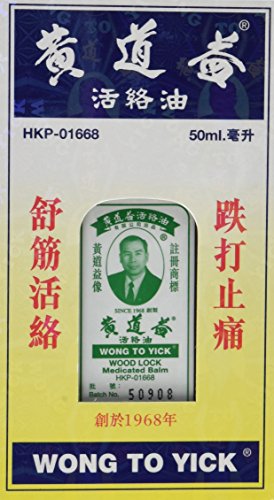 黃道益®
活絡油
HKP-01668 50ml.毫升
舒筋活絡
跌打止痛
黃道益活絡油
黃道益像
註冊商標
SINCE 1968 創製
黃道益®
活絡油
WONG TO YICK®
WOOD LOCK
Medicated Balm
HKP-01668
批 號:
Batch No. 50908
創於1968年
WONG TO YICK®